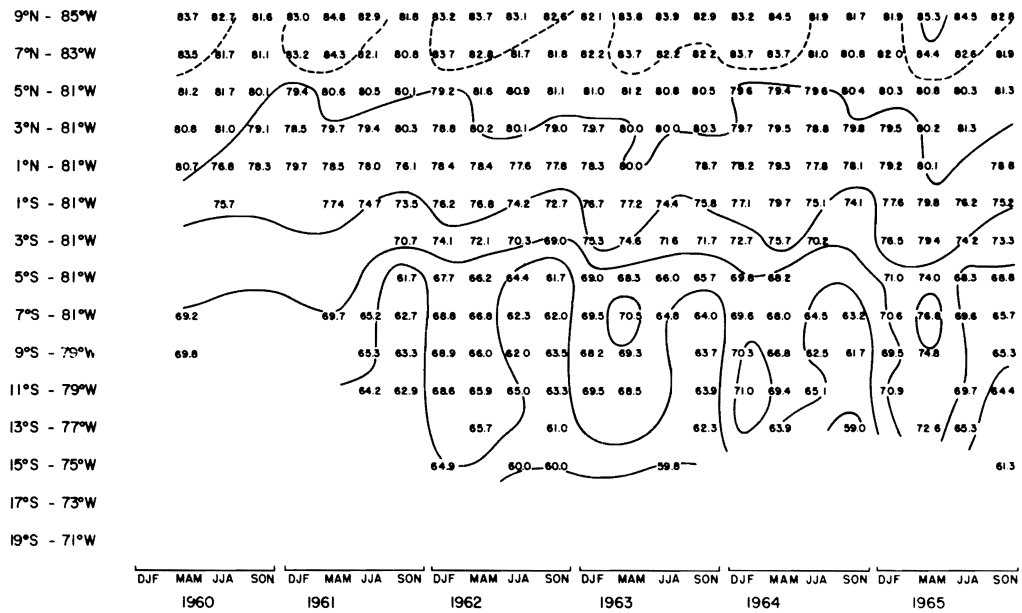 9°N - 85°W 83.7 82.7 81.6 83.0 84.8 82.9 81.8 83.2 83.7 83.1 82.8 82.1 83.8 83.9 82.9 83.2 84.5 81.9 81.7 81.9 85.3 84.5 82.8
7°N - 83°W 83.5 81.7 81.1 83.2 84.3 82.1 80.8 83.7 82.8 81.7 81.8 82.2 83.7 82.2 82.2 83.7 83.7 81.0 80.8 82.0 84.4 82.6 81.9
5°N - 81°W 81.2 81.7 80.1 79.4 80.6 80.5 80.1 79.2 81.6 80.9 81.1 81.0 81.2 80.8 80.5 79.6 79.4 79.6 80.4 80.3 80.8 80.3 81.3
3°N - 81°W 80.8 81.0 79.1 78.5 79.7 79.4 80.3 78.8 80.2 80.1 79.0 79.7 80.0 80.0 80.3 79.7 79.5 78.8 79.8 79.5 80.2 81.3
1°N - 81°W 80.7 76.8 78.3 79.7 78.5 78.0 76.1 78.4 78.4 77.6 77.8 78.3 80.0 78.7 78.2 79.3 77.8 78.1 79.2 80.1 78.8
1°S - 81°W 75.7 77.4 74.7 73.5 76.2 76.8 74.2 72.7 76.7 77.2 74.4 75.8 77.1 79.7 75.1 74.1 77.6 79.8 76.2 75.2
3°S - 81°W 70.7 74.1 72.1 70.3 69.0 75.3 74.6 71.6 71.7 72.7 75.7 70.2 76.5 79.4 74.2 73.3
5°S - 81°W 61.7 67.7 66.2 64.4 61.7 69.0 68.3 66.0 65.7 69.8 68.2 71.0 74.0 68.3 68.8
7°S - 81°W 69.2 69.7 65.2 62.7 68.8 66.8 62.3 62.0 69.5 70.5 64.8 64.0 69.6 68.0 64.5 63.2 70.6 76.8 69.6 65.7
9°S - 79°W 69.8 65.3 63.3 68.9 66.0 62.0 63.5 68.2 69.3 63.7 70.3 66.8 62.5 61.7 69.5 74.8 65.3
11°S - 79°W 64.2 62.9 68.6 65.9 65.0 63.3 69.5 68.5 63.9 71.0 69.4 65.1 70.9 69.7 64.4
13°S - 77°W 65.7 61.0 62.3 63.9 59.0 72.6 65.3
15°S - 75°W 64.9 60.0 60.0 59.8 61.3
17°S - 73°W
19°S - 71°W
DJF MAM JJA SON DJF MAM JJA SON DJF MAM JJA SON DJF MAM JJA SON DJF MAM JJA SON DJF MAM JJA SON
1960 1961 1962 1963 1964 1965